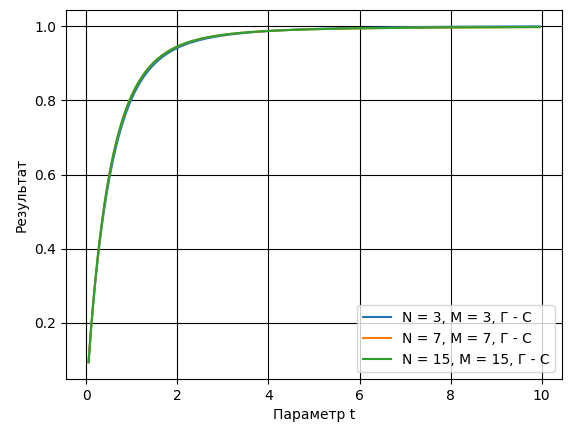 1.0
0.8
0.6
0.4
0.2
Результат
0
2
4
6
8
10
Параметр t
N = 3, M = 3, Г - С
N = 7, M = 7, Г - С
N = 15, M = 15, Г - С